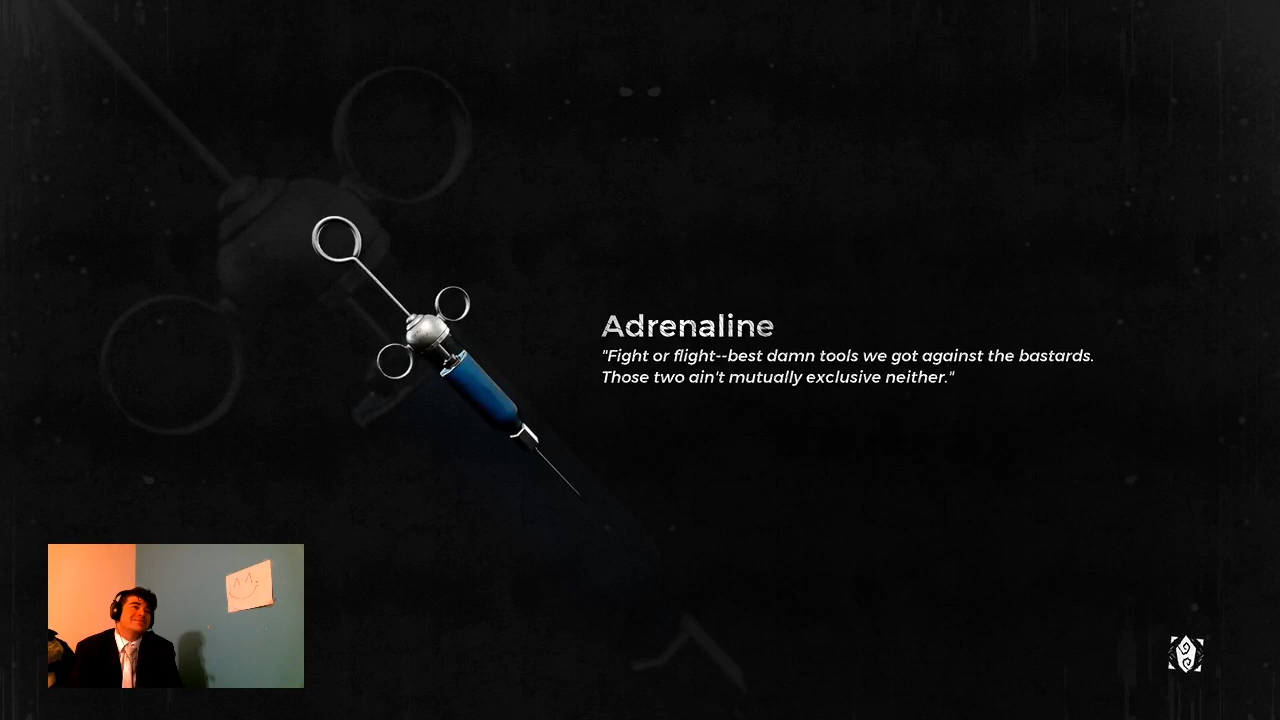 Adrenaline
"Fight or flight--best damn tools we got against the bastards.
Those two ain't mutually exclusive neither."